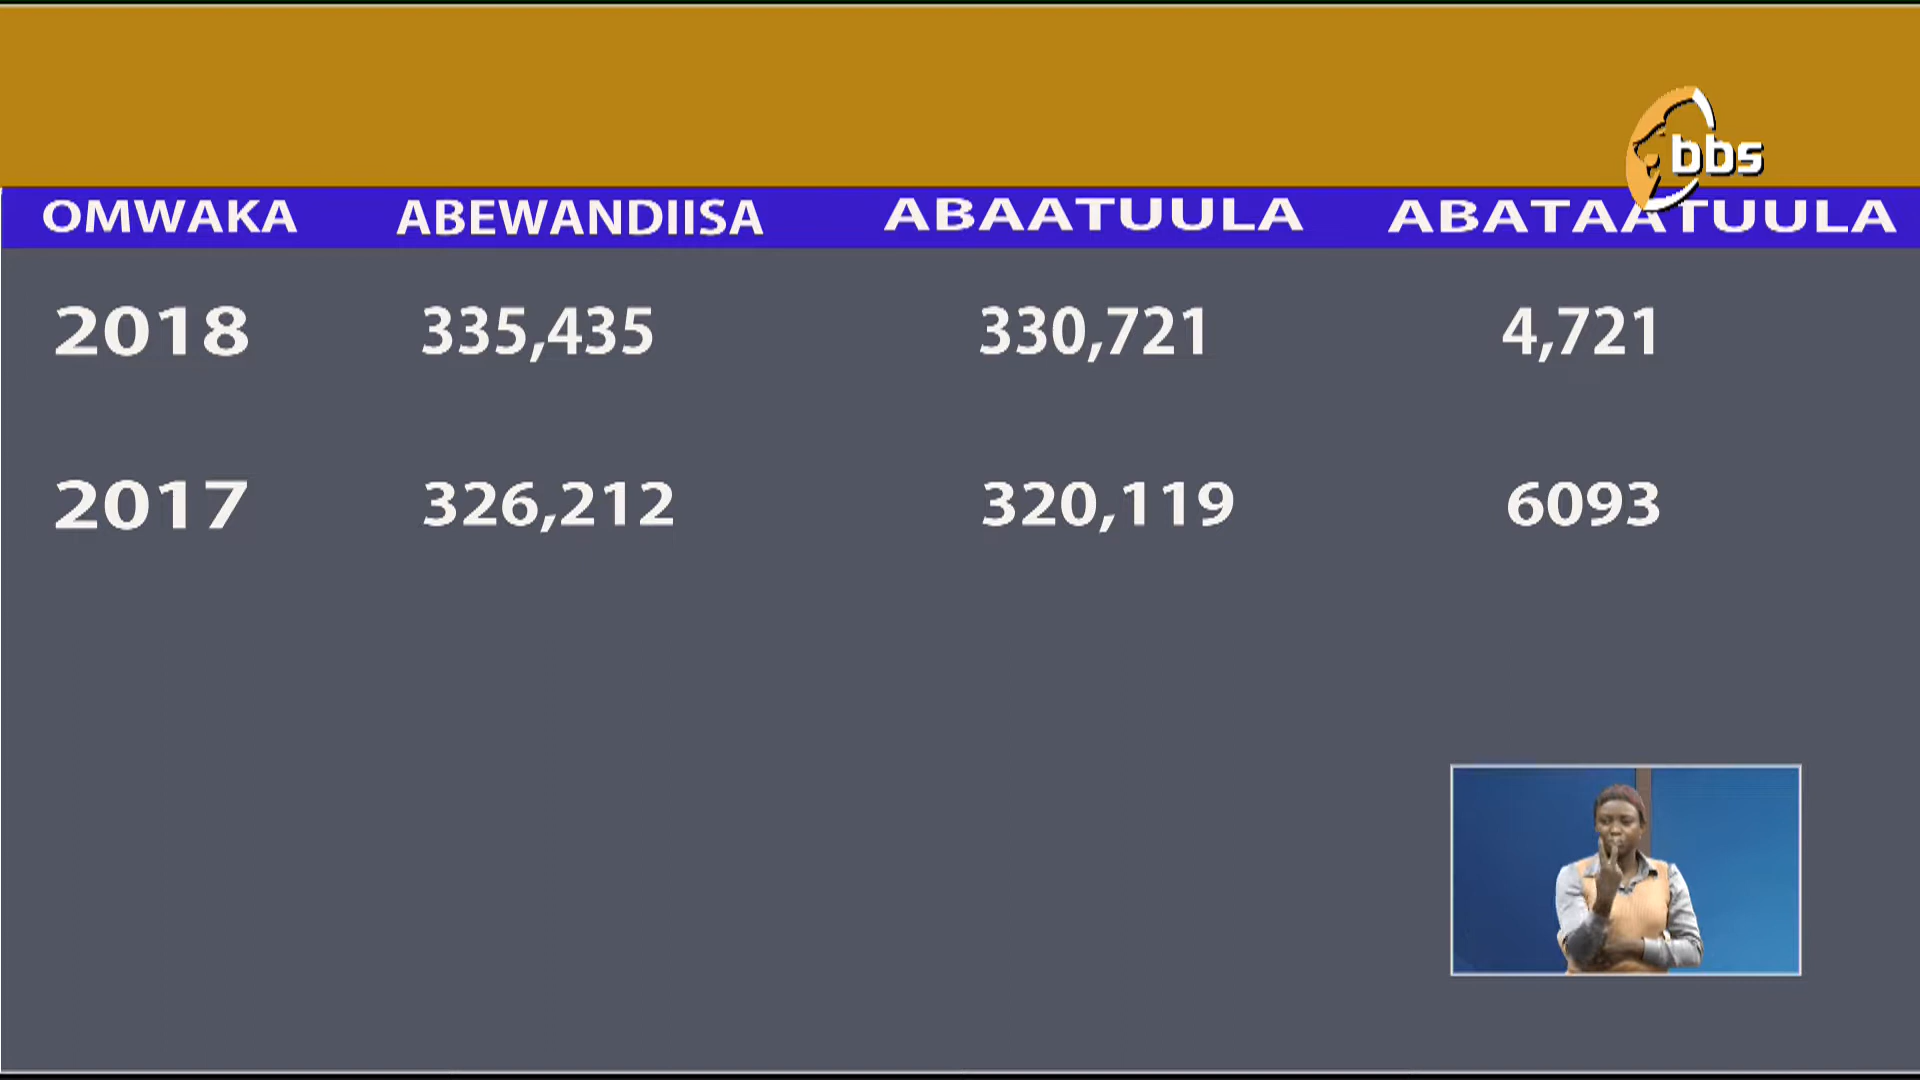 bbs
OMWAKA ABEWANDIISA ABAATUULA ABATAATUULA
2018 335,435 330,721 4,721
2017 326,212 320,119 6093